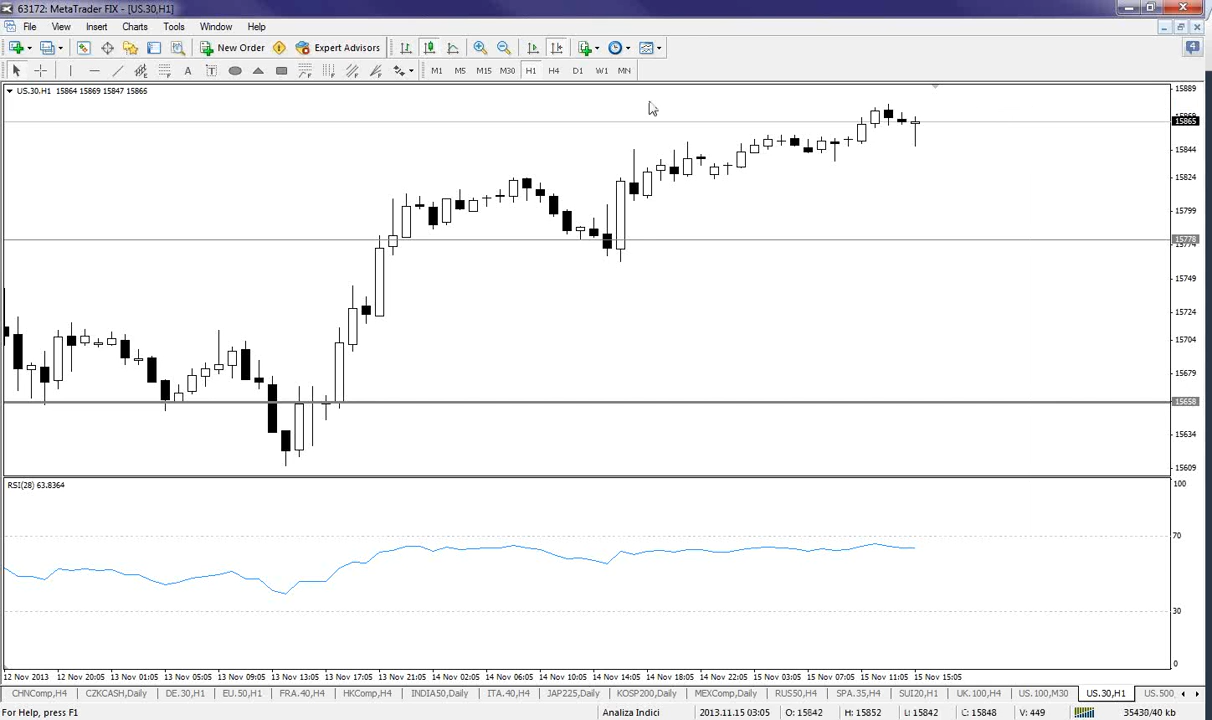 63172: MetaTrader FIX - [US.30,H1]
File View Insert Charts Tools Window Help
New Order Expert Advisors 4
A T M1 M5 M15 M30 H1 H4 D1 W1 MN
US.30.H1 15864 15869 15847 15865
15889
15865
15844
15824
15799
15778
15774
15749
15724
15704
15679
15658
15634
15609
RSI(28) 63.8364
100
70
30
0
12 Nov 2013 12 Nov 20:05 13 Nov 01:05 13 Nov 05:05 13 Nov 09:05 13 Nov 13:05 13 Nov 17:05 13 Nov 21:05 14 Nov 02:05 14 Nov 06:05 14 Nov 10:05 14 Nov 14:05 14 Nov 18:05 14 Nov 22:05 15 Nov 03:05 15 Nov 07:05 15 Nov 11:05 15 Nov 15:05
CHNComp,H4 CZKCASH,Daily DE.30,H1 EU.50,H1 FRA.40,H4 HKComp,H4 INDIA50,Daily ITA.40,H4 JAP225,Daily KOSP200,Daily MEXComp,Daily RUS50,H4 SPA.35,H4 SUI20,H1 UK.100,H4 US.100,M30 US.30,H1 US.500,
For Help, press F1 Analiza Indici 2013.11.15 03:05 O: 15842 H: 15852 L: 15842 C: 15848 V: 449 35430/40 kb